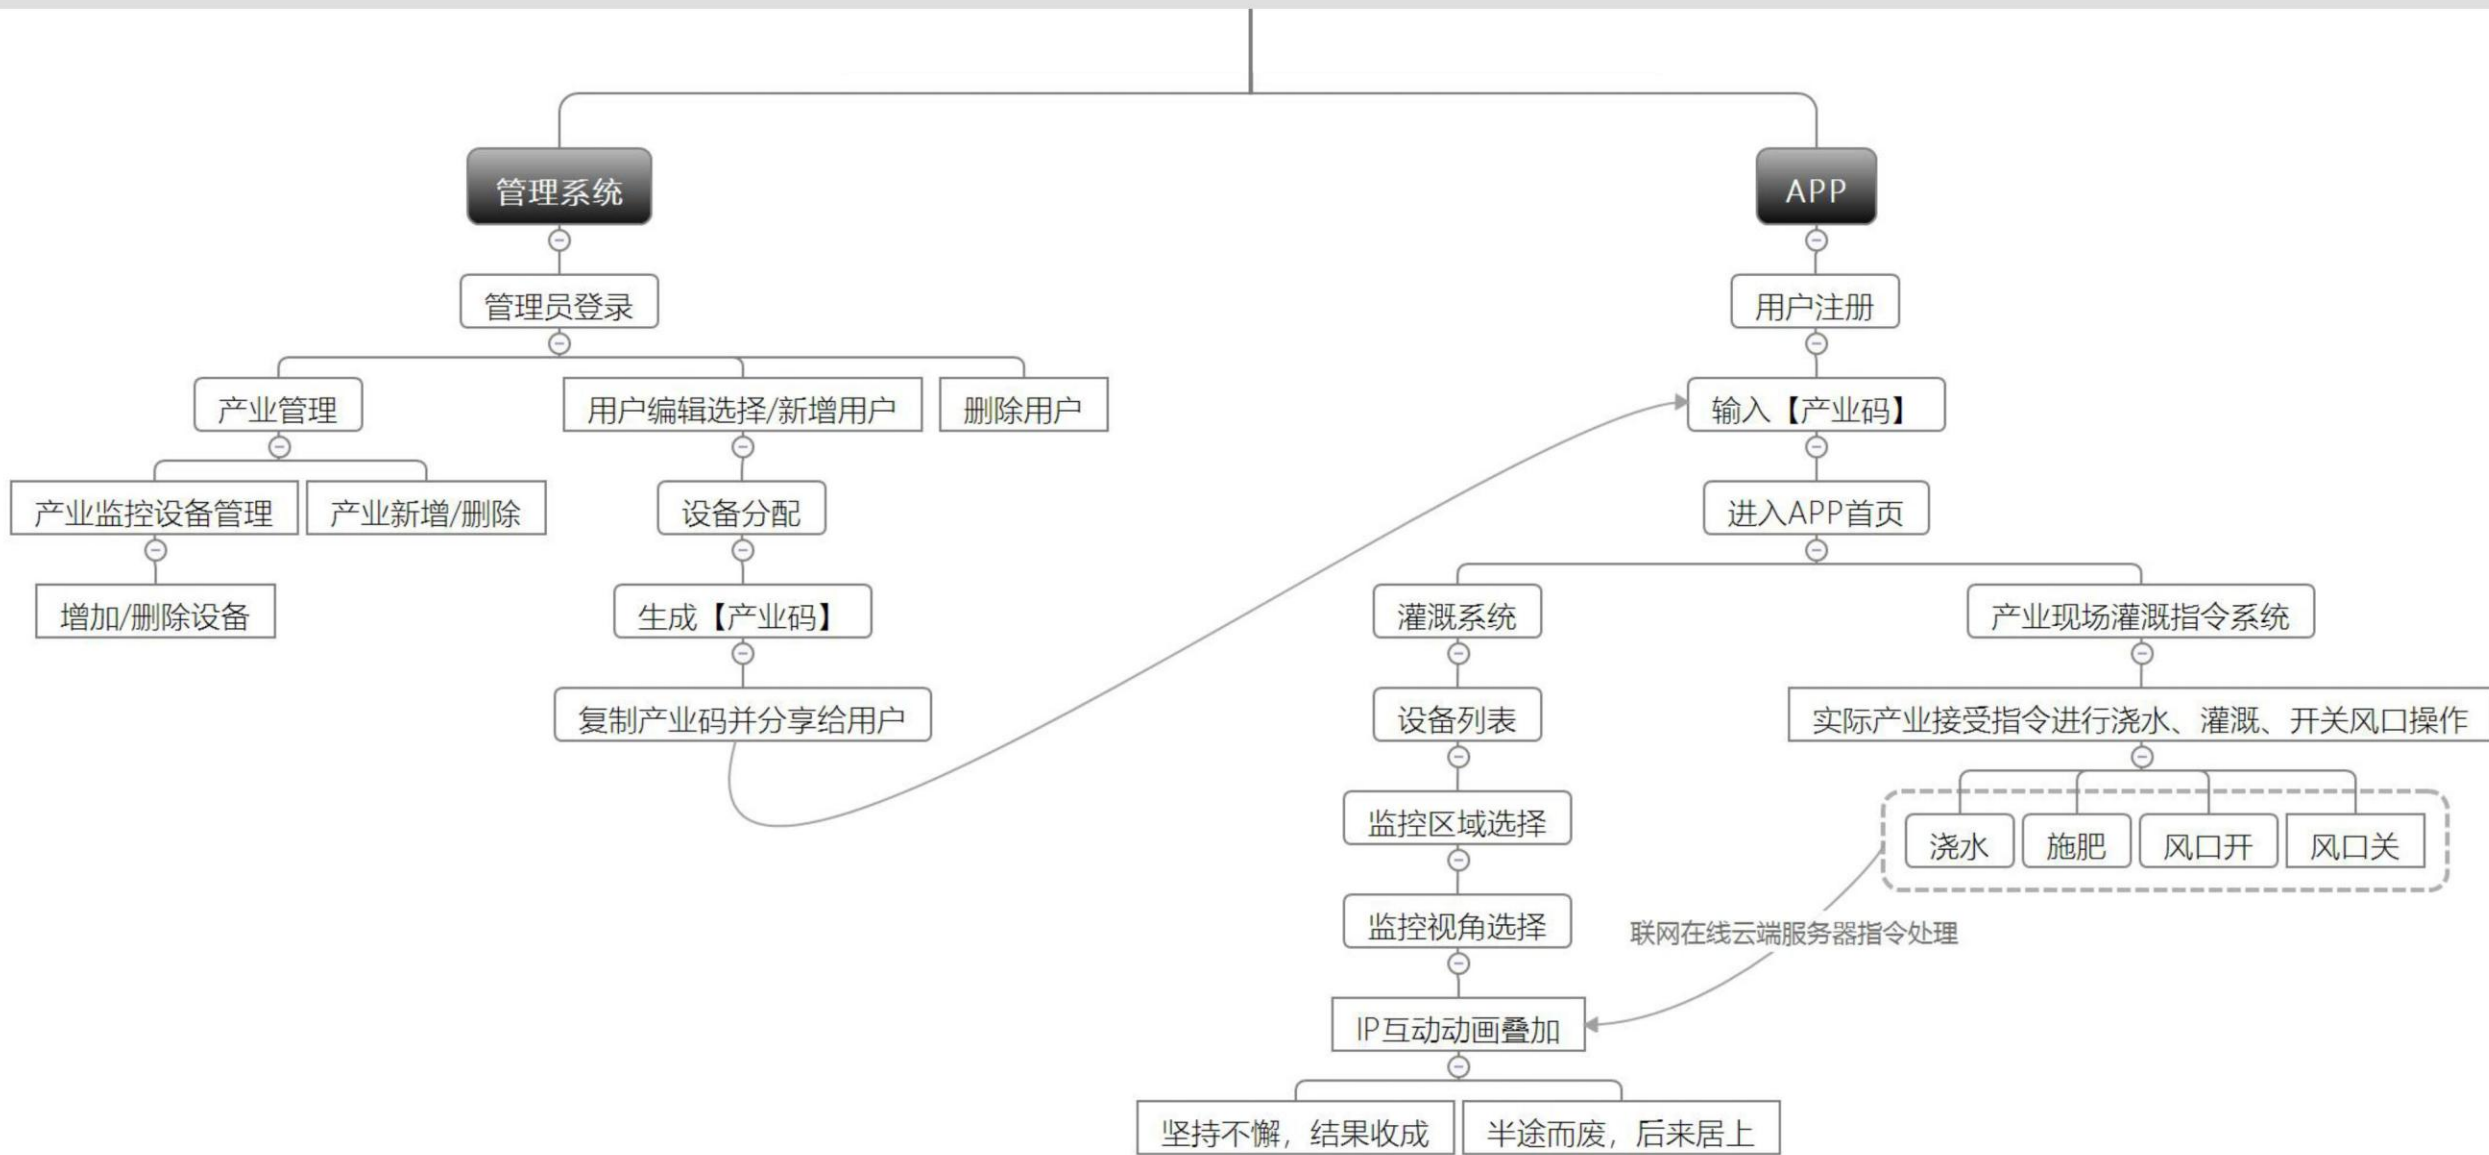 管理系统
APP
管理员登录
用户注册
产业管理
用户编辑选择/新增用户
删除用户
输入【产业码】
产业监控设备管理
产业新增/删除
设备分配
进入APP首页
增加/删除设备
生成【产业码】
灌溉系统
产业现场灌溉指令系统
复制产业码并分享给用户
设备列表
实际产业接受指令进行浇水、灌溉、开关风口操作
监控区域选择
浇水
施肥
风口开
风口关
监控视角选择
联网在线云端服务器指令处理
IP互动动画叠加
坚持不懈，结果收成
半途而废，后来居上